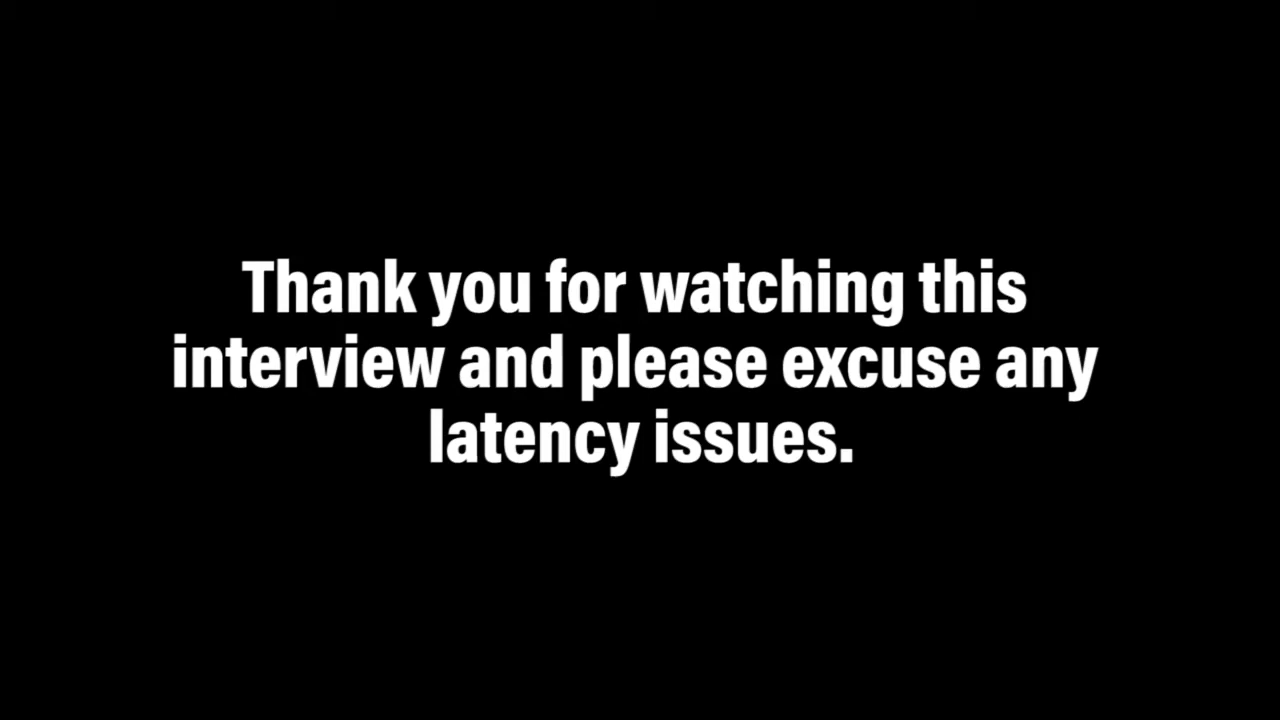 Thank you for watching this
interview and please excuse any
latency issues.